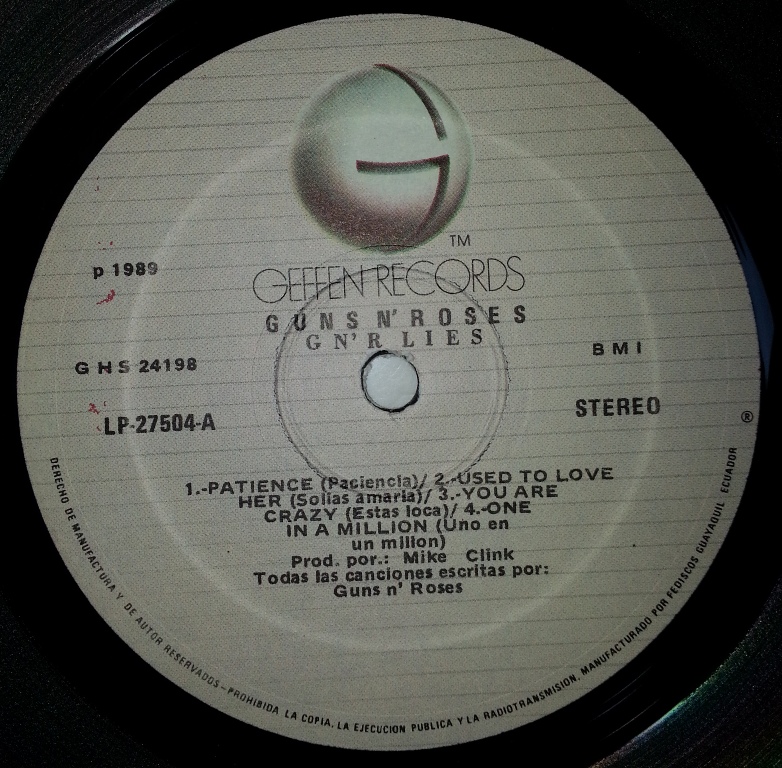 TM
GEFFEN RECORDS
p 1989
GUNS N' ROSES
G N' R LIES
GHS 24198
BMI
LP-27504-A
STEREO
®
1.-PATIENCE (Paciencia)/ 2.-USED TO LOVE
HER (Solias amarla)/ 3.-YOU ARE
CRAZY (Estas loca)/ 4.-ONE
IN A MILLION (Uno en
un millon)
Prod. por.: Mike Clink
Todas las canciones escritas por:
Guns n' Roses
DERECHO DE MANUFACTURA Y DE AUTOR RESERVADOS-PROHIBIDA LA COPIA, LA EJECUCION PUBLICA Y LA RADIOTRANSMISION. MANUFACTURADO POR FEDISCOS GUAYAQUIL ECUADOR